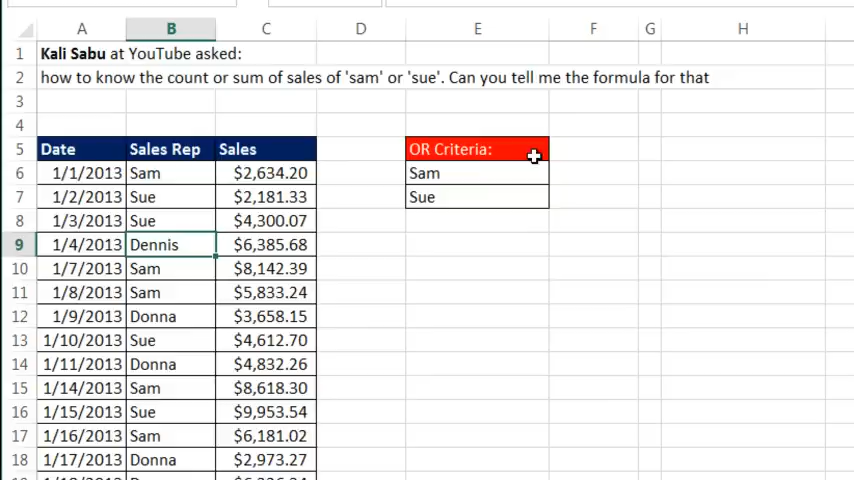 A B C D E F G H
1 Kali Sabu at YouTube asked:
2 how to know the count or sum of sales of 'sam' or 'sue'. Can you tell me the formula for that
3
4
5 Date Sales Rep Sales OR Criteria:
6 1/1/2013 Sam $2,634.20 Sam
7 1/2/2013 Sue $2,181.33 Sue
8 1/3/2013 Sue $4,300.07
9 1/4/2013 Dennis $6,385.68
10 1/7/2013 Sam $8,142.39
11 1/8/2013 Sam $5,833.24
12 1/9/2013 Donna $3,658.15
13 1/10/2013 Sue $4,612.70
14 1/11/2013 Donna $4,832.26
15 1/14/2013 Sam $8,618.30
16 1/15/2013 Sue $9,953.54
17 1/16/2013 Sam $6,181.02
18 1/17/2013 Donna $2,973.27